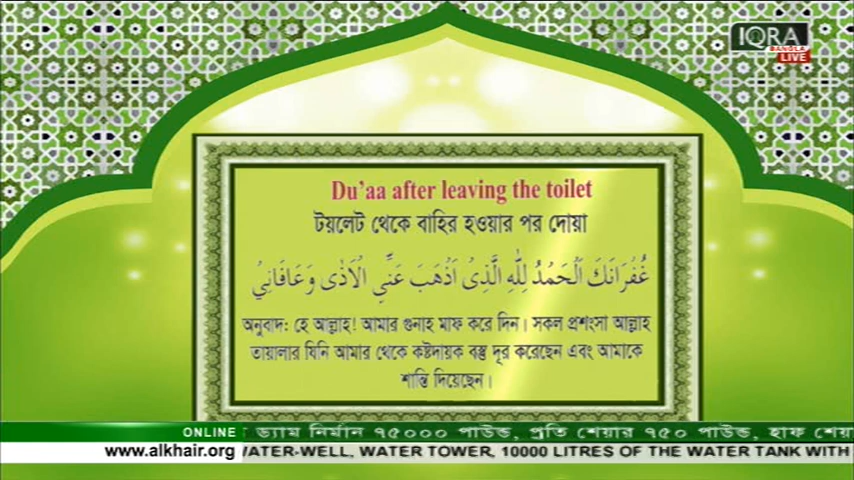 IQRA
BANGLA
LIVE
Du'aa after leaving the toilet
টয়লেট থেকে বাহির হওয়ার পর দোয়া
غُفْرَانَكَ اَلْحَمْدُ لِلّٰهِ الَّذِىْ اَذْهَبَ عَنِّىِ الْاَذٰى وَعَافَانِىْ
অনুবাদ: হে আল্লাহ! আমার গুনাহ মাফ করে দিন। সকল প্রশংসা আল্লাহ
তায়ালার যিনি আমার থেকে কষ্টদায়ক বস্তু দূর করেছেন এবং আমাকে
শান্তি দিয়েছেন।
ONLINE ড্যাম নির্মান ৭৫০০০ পাউন্ড, প্রতি শেয়ার ৭৫০ পাউন্ড, হাফ শেয়া
www.alkhair.org WATER-WELL, WATER TOWER, 10000 LITRES OF THE WATER TANK WITH